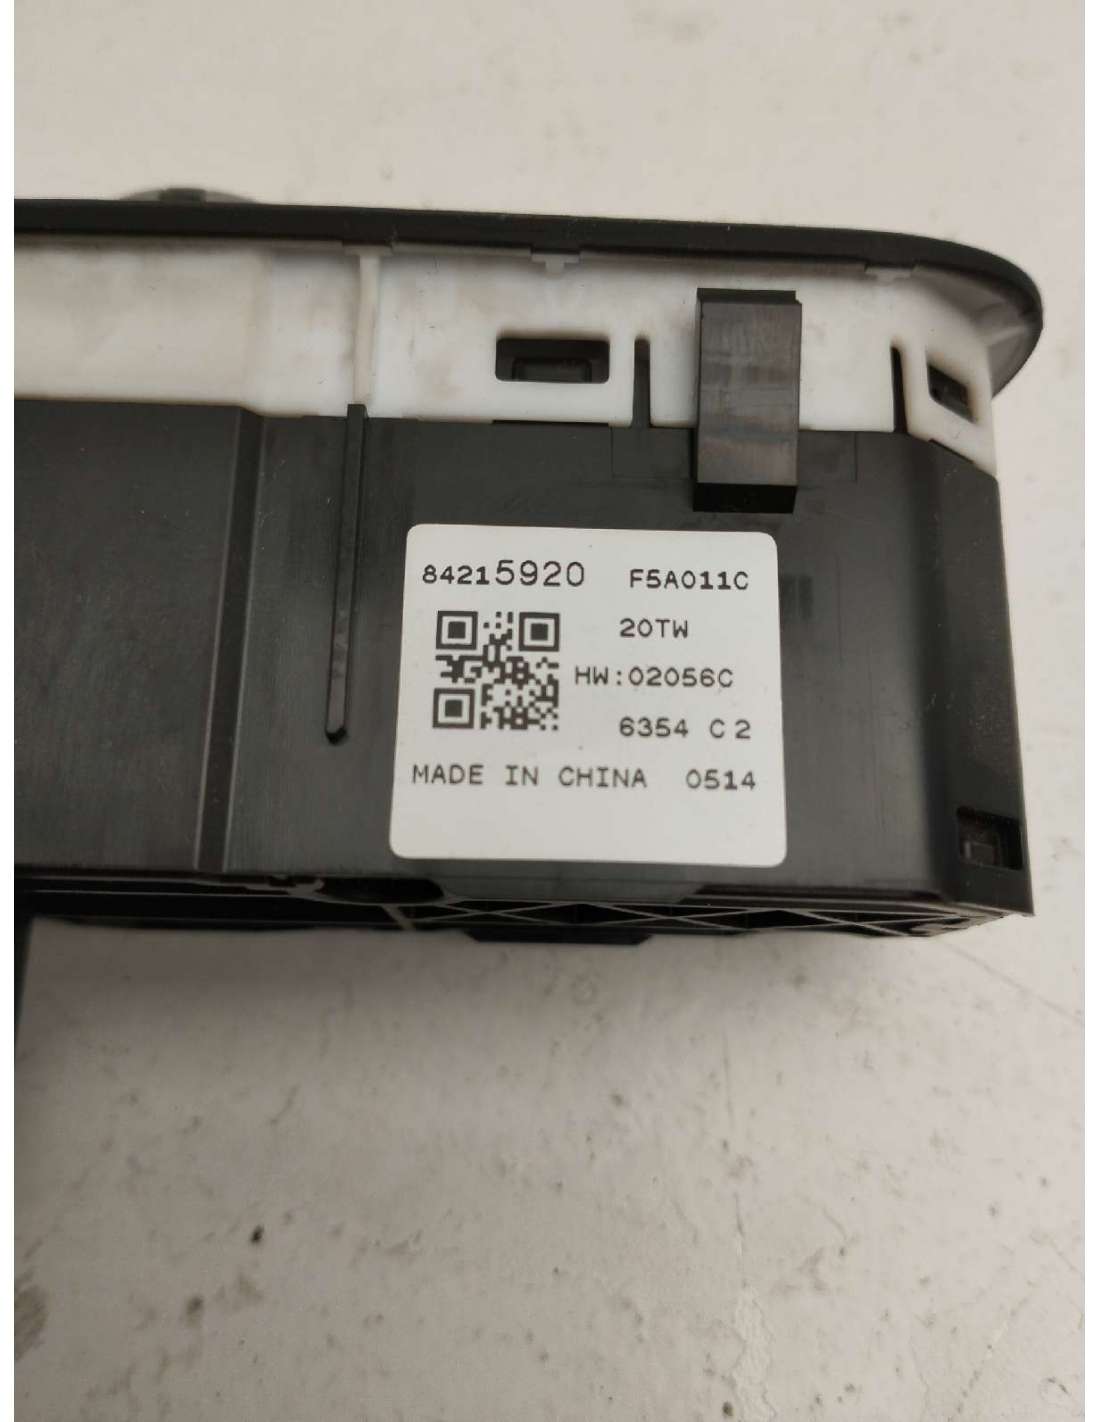 84215920 F5A011C
20TW
HW:02056C
6354 C2
MADE IN CHINA 0514